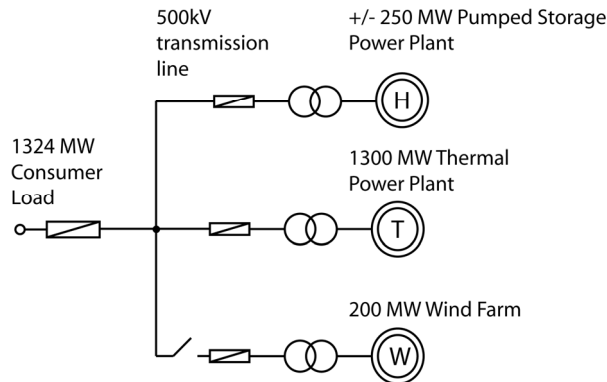 500kV
transmission
line
+/- 250 MW Pumped Storage
Power Plant
H
1324 MW
Consumer
Load
1300 MW Thermal
Power Plant
T
200 MW Wind Farm
W